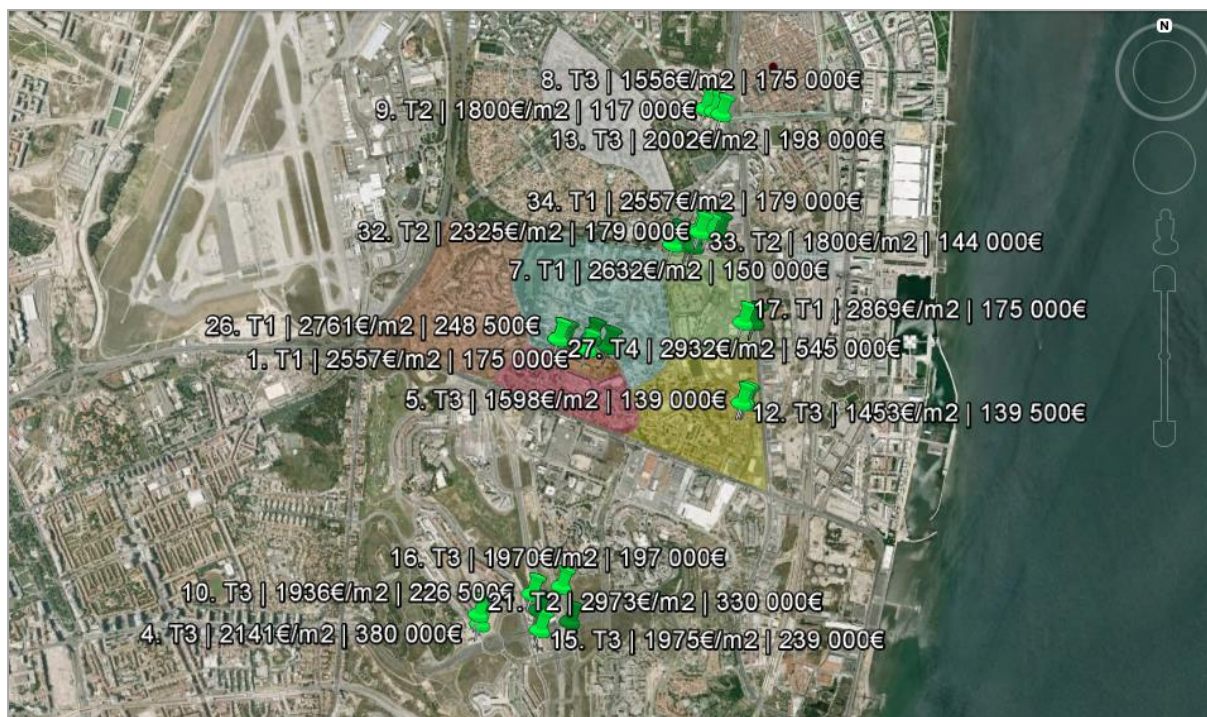 N
8. T3 | 1556€/m2 | 175 000€
9. T2 | 1800€/m2 | 117 000€
13. T3 | 2002€/m2 | 198 000€
34. T1 | 2557€/m2 | 179 000€
32. T2 | 2325€/m2 | 179 000€
33. T2 | 1800€/m2 | 144 000€
7. T1 | 2632€/m2 | 150 000€
17. T1 | 2869€/m2 | 175 000€
26. T1 | 2761€/m2 | 248 500€
27. T4 | 2932€/m2 | 545 000€
1. T1 | 2557€/m2 | 175 000€
5. T3 | 1598€/m2 | 139 000€
12. T3 | 1453€/m2 | 139 500€
16. T3 | 1970€/m2 | 197 000€
10. T3 | 1936€/m2 | 226 500€
21. T2 | 2973€/m2 | 330 000€
4. T3 | 2141€/m2 | 380 000€
15. T3 | 1975€/m2 | 239 000€